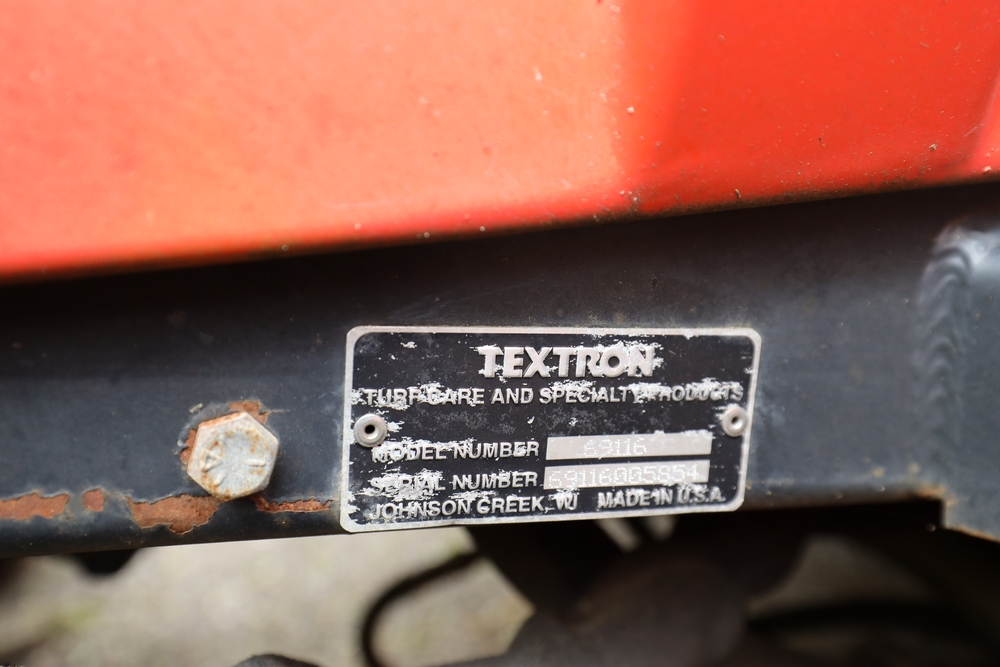 TEXTRON
TURF CARE AND SPECIALTY PRODUCTS
MODEL NUMBER 69116
SERIAL NUMBER 69116005854
JOHNSON CREEK, WI MADE IN U.S.A.